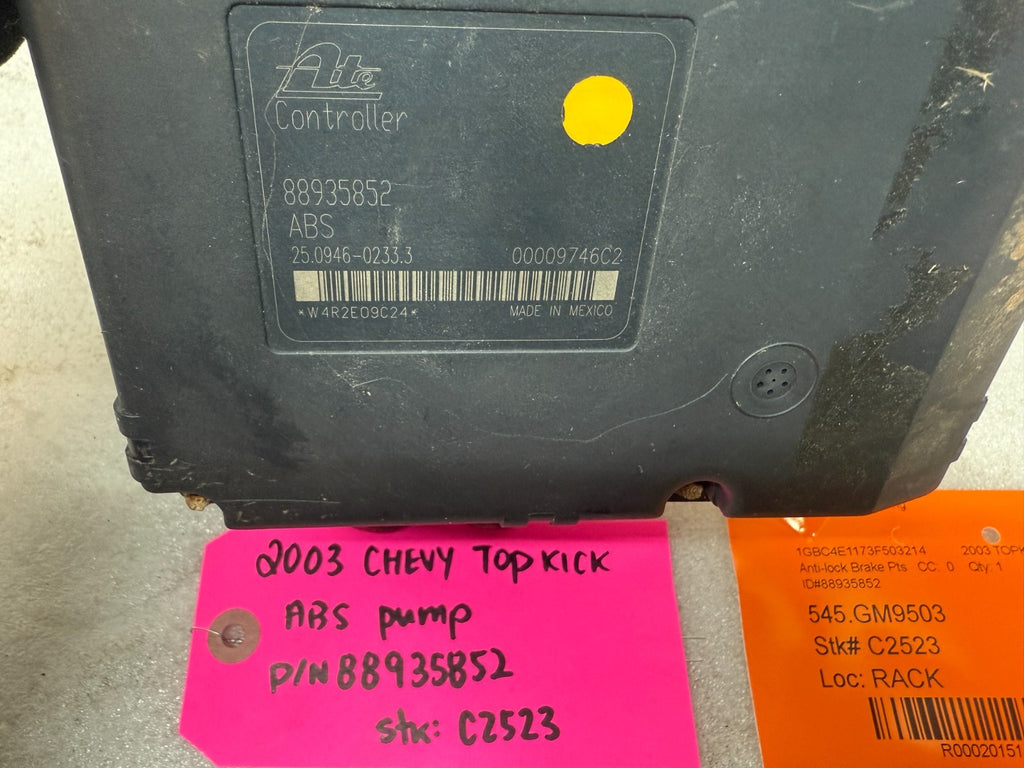 Ate
Controller
88935852
ABS
25.0946-0233.3 00009746C2
*W4R2E09C24* MADE IN MEXICO
2003 CHEVY TOPKICK
ABS pump
P/N 88935852
stk: C2523
1GBC4E1173F503214 2003 TOPK
Anti-lock Brake Pts CC: 0 Qty: 1
ID#88935852
545.GM9503
Stk# C2523
Loc: RACK
R00020151